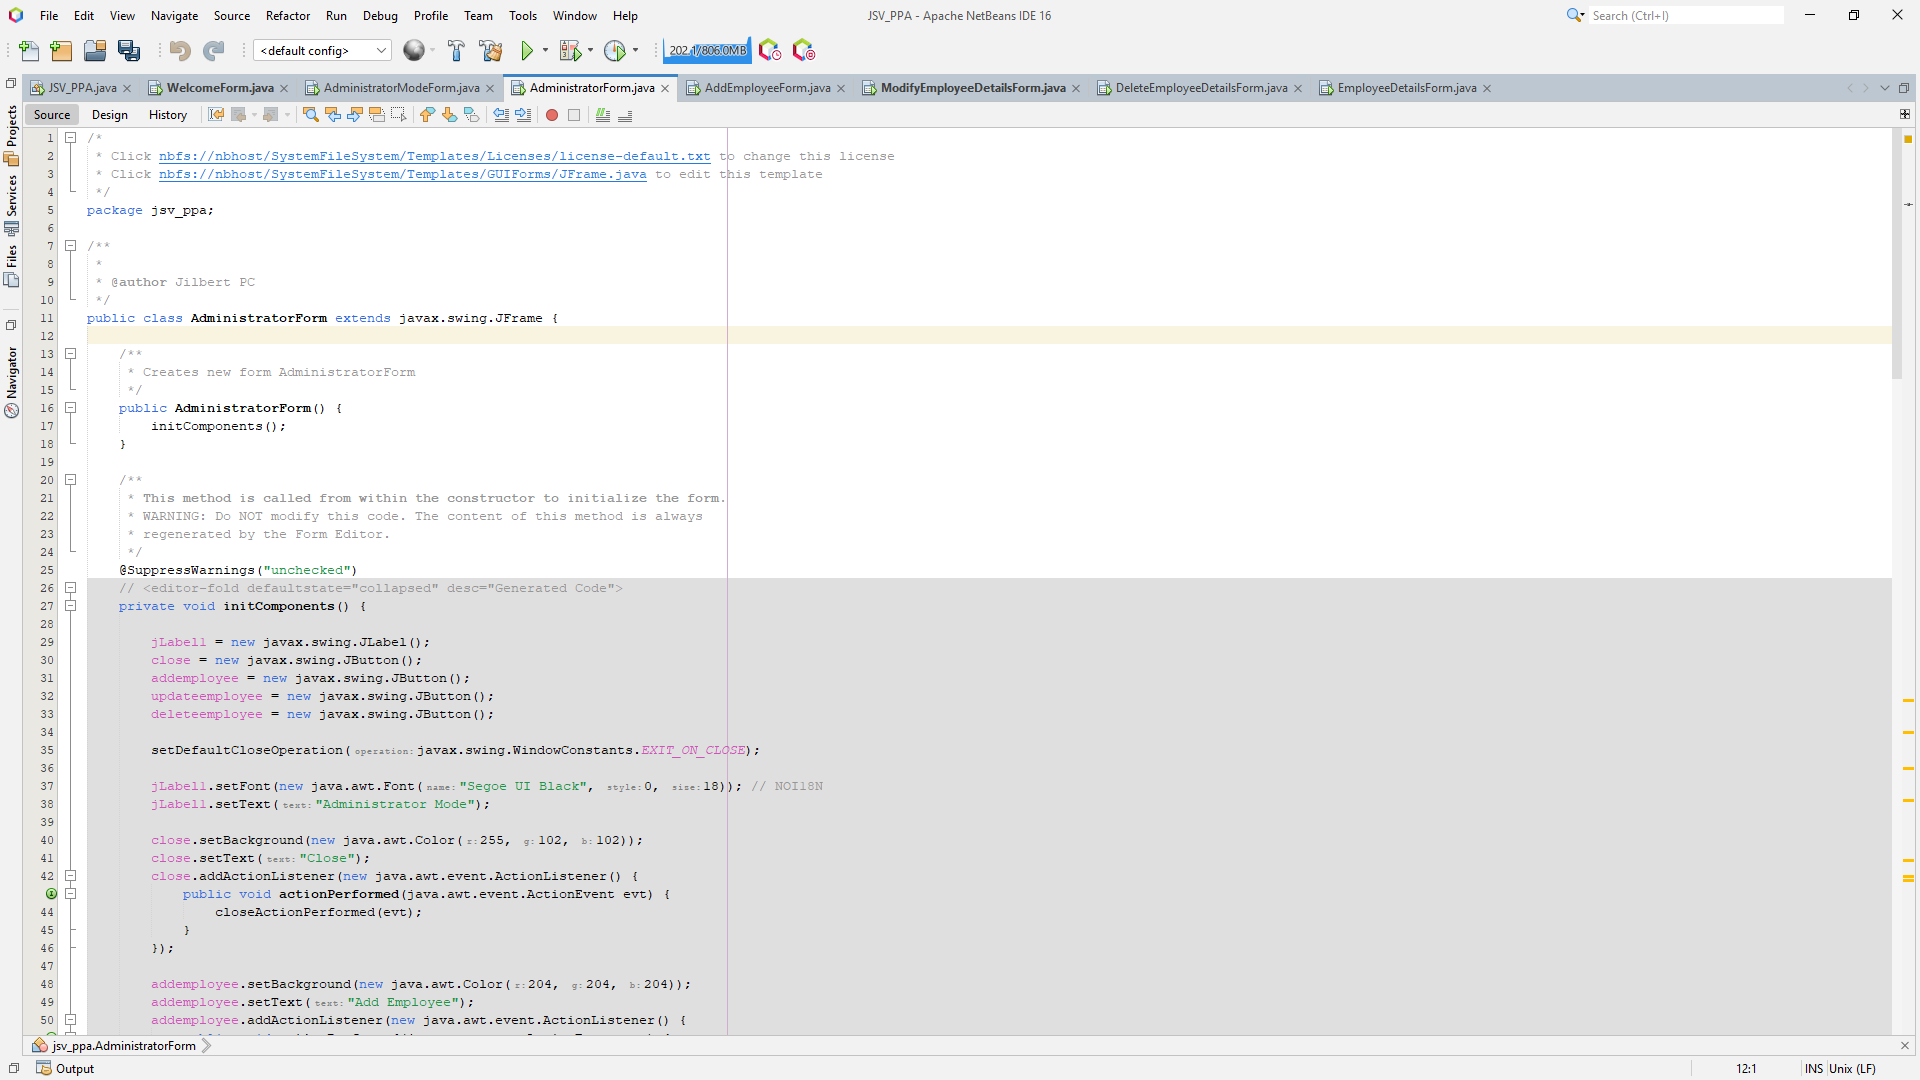 File Edit View Navigate Source Refactor Run Debug Profile Team Tools Window Help JSV_PPA - Apache NetBeans IDE 16 Search (Ctrl+I)
<default config> 202.1/806.0MB
JSV_PPA.java WelcomeForm.java AdministratorModeForm.java AdministratorForm.java AddEmployeeForm.java ModifyEmployeeDetailsForm.java DeleteEmployeeDetailsForm.java EmployeeDetailsForm.java
Source Design History
Projects
Services
Files
Navigator
1 /*
2 * Click nbfs://nbhost/SystemFileSystem/Templates/Licenses/license-default.txt to change this license
3 * Click nbfs://nbhost/SystemFileSystem/Templates/GUIForms/JFrame.java to edit this template
4 */
5 package jsv_ppa;
6
7 /**
8 *
9 * @author Jilbert PC
10 */
11 public class AdministratorForm extends javax.swing.JFrame {
12
13 /**
14 * Creates new form AdministratorForm
15 */
16 public AdministratorForm() {
17 initComponents();
18 }
19
20 /**
21 * This method is called from within the constructor to initialize the form.
22 * WARNING: Do NOT modify this code. The content of this method is always
23 * regenerated by the Form Editor.
24 */
25 @SuppressWarnings("unchecked")
26 // <editor-fold defaultstate="collapsed" desc="Generated Code">
27 private void initComponents() {
28
29 jLabel1 = new javax.swing.JLabel();
30 close = new javax.swing.JButton();
31 addemployee = new javax.swing.JButton();
32 updateemployee = new javax.swing.JButton();
33 deleteemployee = new javax.swing.JButton();
34
35 setDefaultCloseOperation(operation: javax.swing.WindowConstants.EXIT_ON_CLOSE);
36
37 jLabel1.setFont(new java.awt.Font(name: "Segoe UI Black", style: 0, size: 18)); // NOI18N
38 jLabel1.setText(text: "Administrator Mode");
39
40 close.setBackground(new java.awt.Color(r: 255, g: 102, b: 102));
41 close.setText(text: "Close");
42 close.addActionListener(new java.awt.event.ActionListener() {
public void actionPerformed(java.awt.event.ActionEvent evt) {
44 closeActionPerformed(evt);
45 }
46 });
47
48 addemployee.setBackground(new java.awt.Color(r: 204, g: 204, b: 204));
49 addemployee.setText(text: "Add Employee");
50 addemployee.addActionListener(new java.awt.event.ActionListener() {
jsv_ppa.AdministratorForm
Output 12:1 INS Unix (LF)